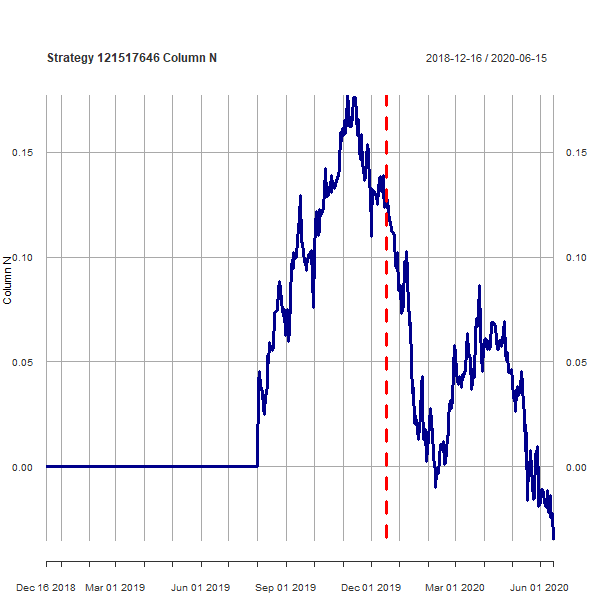 Strategy 121517646 Column N 2018-12-16 / 2020-06-15
0.15 0.15
0.10 0.10
Column N
0.05 0.05
0.00 0.00
Dec 16 2018 Mar 01 2019 Jun 01 2019 Sep 01 2019 Dec 01 2019 Mar 01 2020 Jun 01 2020